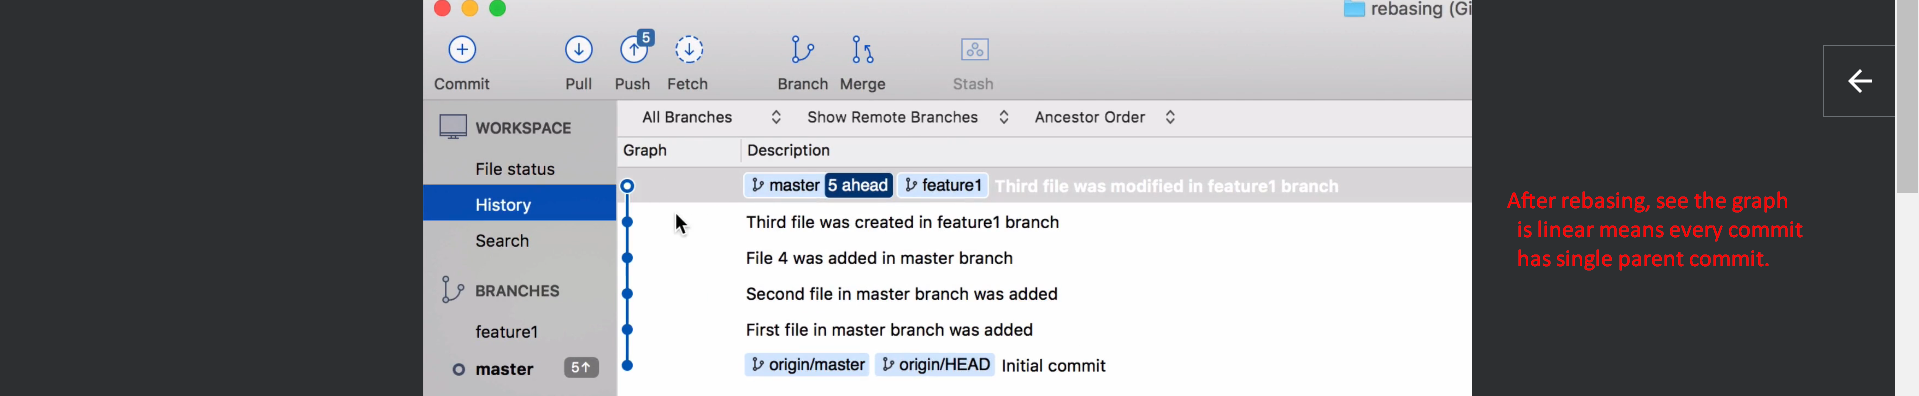 rebasing (Gi
5
Commit Pull Push Fetch Branch Merge Stash
WORKSPACE
File status
History
Search
BRANCHES
feature1
master 5↑
All Branches Show Remote Branches Ancestor Order
Graph Description
master 5 ahead feature1 Third file was modified in feature1 branch
Third file was created in feature1 branch
File 4 was added in master branch
Second file in master branch was added
First file in master branch was added
origin/master origin/HEAD Initial commit
After rebasing, see the graph
is linear means every commit
has single parent commit.